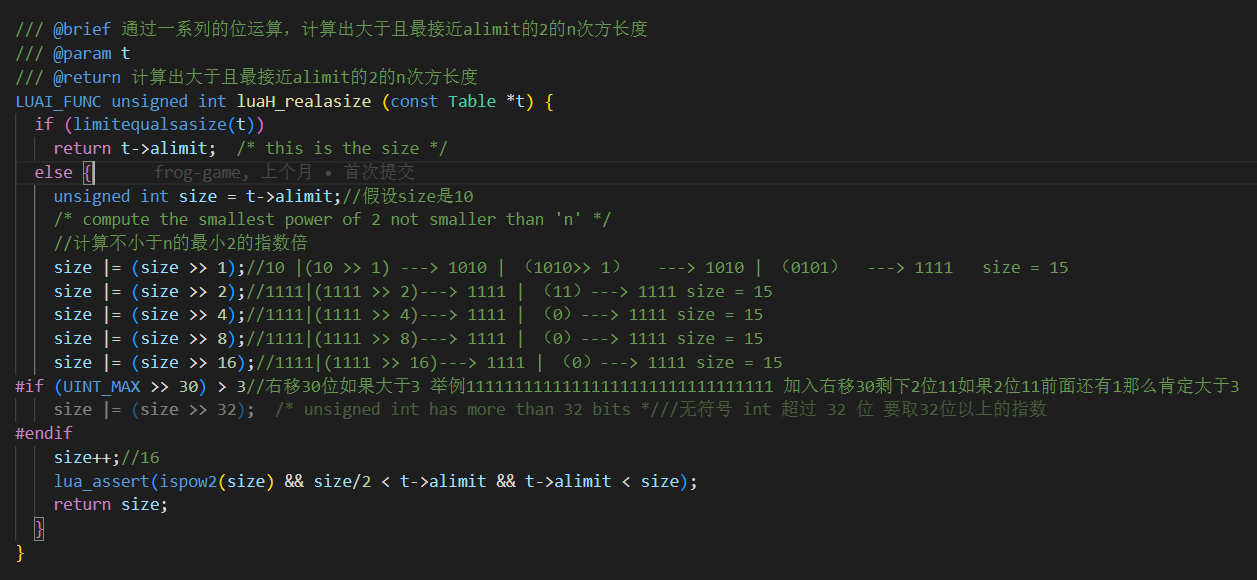 /// @brief 通过一系列的位运算，计算出大于且最接近alimit的2的n次方长度
/// @param t
/// @return 计算出大于且最接近alimit的2的n次方长度
LUAI_FUNC unsigned int luaH_realasize (const Table *t) {
if (limitequalsasize(t))
return t->alimit;  /* this is the size */
else { frog-game, 上个月 • 首次提交
unsigned int size = t->alimit;//假设size是10
/* compute the smallest power of 2 not smaller than 'n' */
//计算不小于n的最小2的指数倍
size |= (size >> 1);//10 |(10 >> 1) ---> 1010 | （1010>> 1）   ---> 1010 | （0101）  ---> 1111   size = 15
size |= (size >> 2);//1111|(1111 >> 2)---> 1111 | （11）---> 1111 size = 15
size |= (size >> 4);//1111|(1111 >> 4)---> 1111 | （0）---> 1111 size = 15
size |= (size >> 8);//1111|(1111 >> 8)---> 1111 | （0）---> 1111 size = 15
size |= (size >> 16);//1111|(1111 >> 16)---> 1111 | （0）---> 1111 size = 15
#if (UINT_MAX >> 30) > 3//右移30位如果大于3 举例11111111111111111111111111111111 加入右移30剩下2位11如果2位11前面还有1那么肯定大于3
size |= (size >> 32);  /* unsigned int has more than 32 bits *///无符号 int 超过 32 位 要取32位以上的指数
#endif
size++;//16
lua_assert(ispow2(size) && size/2 < t->alimit && t->alimit < size);
return size;
}
}